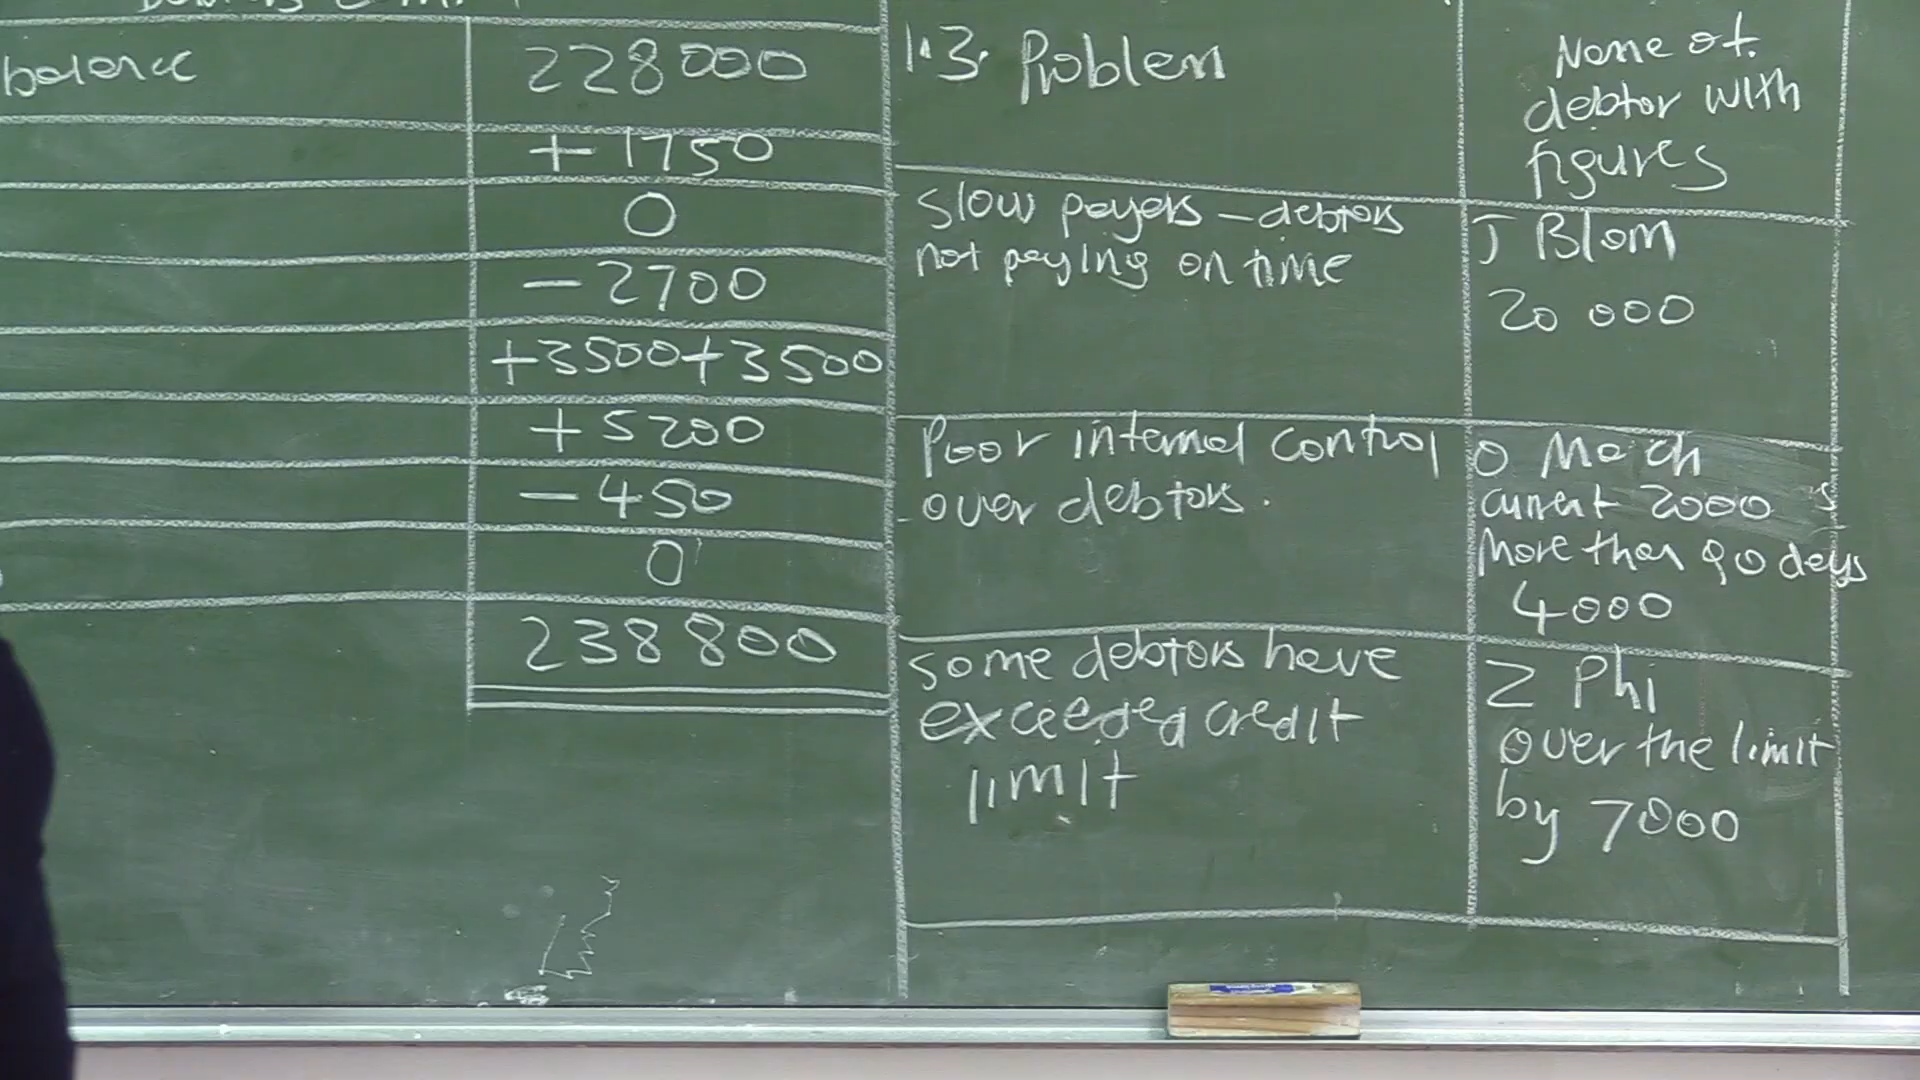 balance
228000
+1750
0
-2700
+3500+3500
+5200
-450
0
238800
1.3. Problem
Name of
debtor with
figures
Slow payers - debtors
not paying on time
J Blom
20 000
Poor internal control
over debtors.
O Mach
current 2000
More than 90 days
4000
some debtors have
exceeded credit
limit
Z Phi
over the limit
by 7000